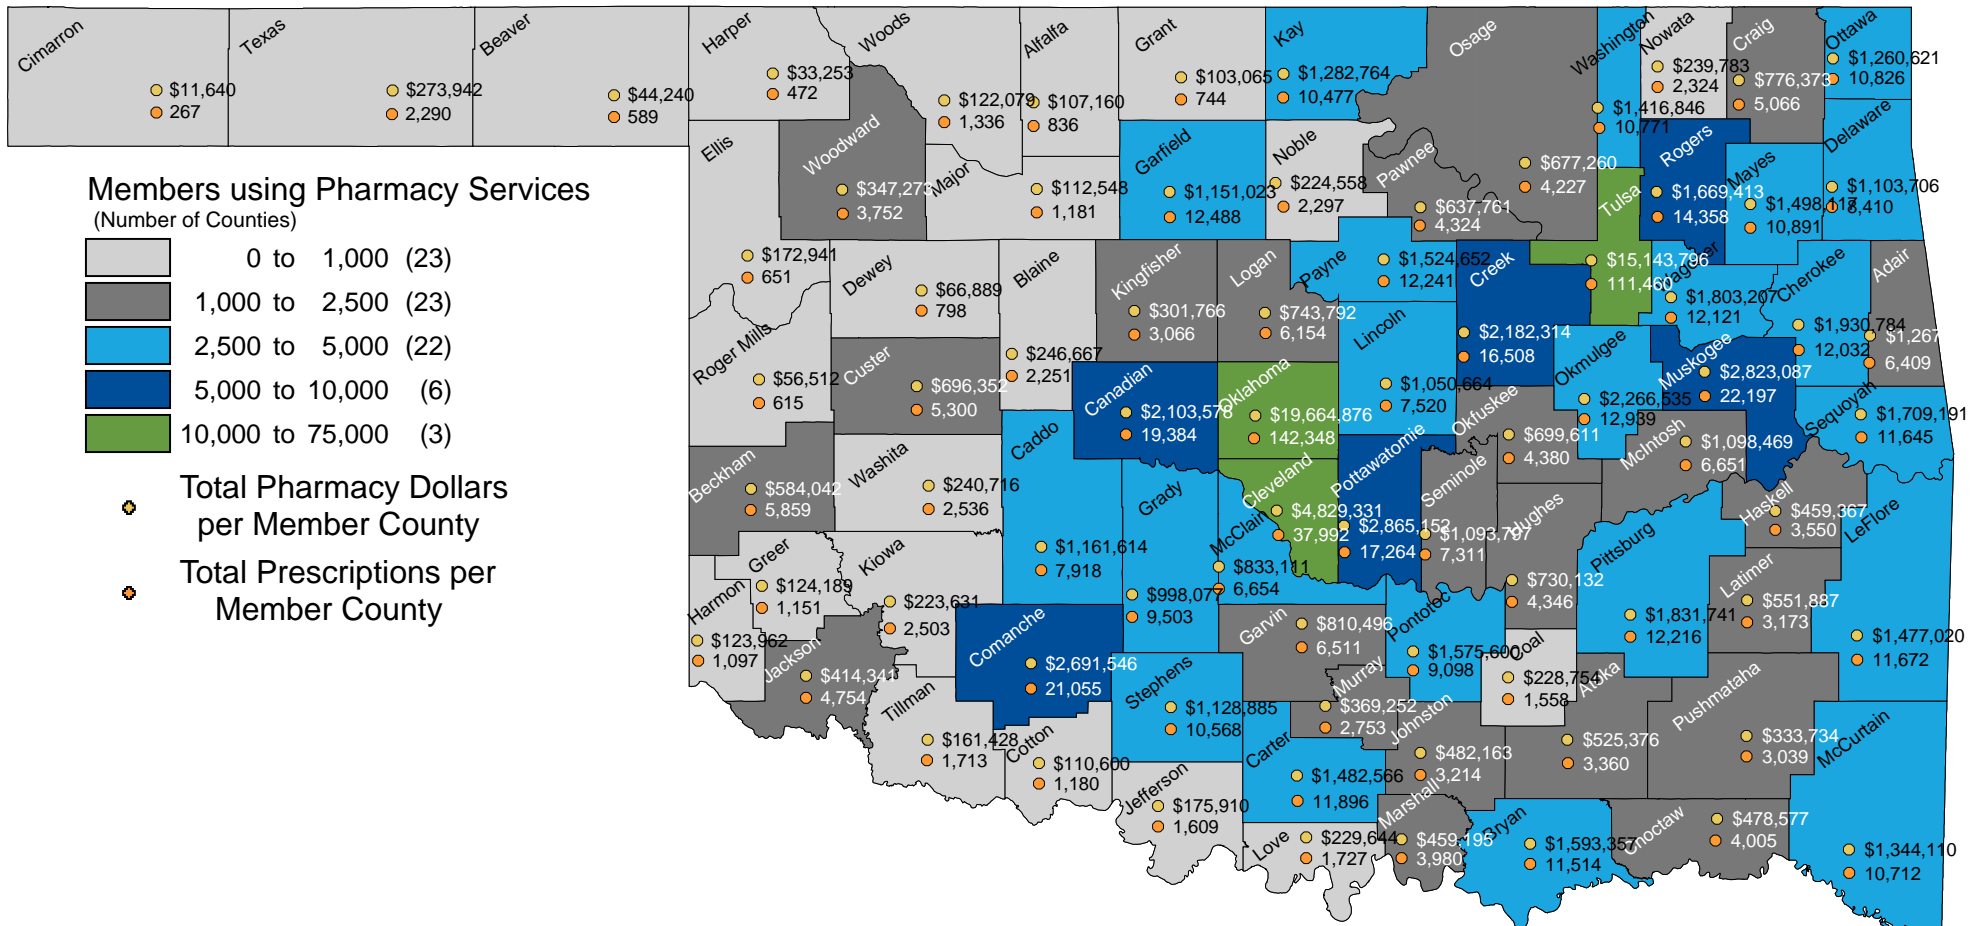 Cimarron
$11,640
267
Texas
$273,942
2,290
Beaver
$44,240
589
Harper
$33,253
472
Woods
$122,079
1,336
Alfalfa
$107,160
836
Grant
$103,065
744
Kay
$1,282,764
10,477
Osage
$677,260
4,227
Washington
$1,416,846
10,771
Nowata
$239,783
2,324
Craig
$776,373
5,066
Ottawa
$1,260,621
10,826
Ellis
$172,941
651
Woodward
$347,273
3,752
Major
$112,548
1,181
Garfield
$1,151,023
12,488
Noble
$224,558
2,297
Pawnee
$637,761
4,324
Tulsa
$15,143,796
111,460
Rogers
$1,669,413
14,358
Mayes
$1,498,117
10,891
Delaware
$1,103,706
8,410
Members using Pharmacy Services
(Number of Counties)
0 to 1,000 (23)
1,000 to 2,500 (23)
2,500 to 5,000 (22)
5,000 to 10,000 (6)
10,000 to 75,000 (3)
Total Pharmacy Dollars
per Member County
Total Prescriptions per
Member County
Roger Mills
$56,512
615
Dewey
$66,889
798
Custer
$696,352
5,300
Blaine
$246,667
2,251
Kingfisher
$301,766
3,066
Logan
$743,792
6,154
Payne
$1,524,652
12,241
Lincoln
$1,050,664
7,520
Creek
$2,182,314
16,508
Wagoner
$1,803,207
12,121
Cherokee
$1,930,784
12,032
Adair
$1,267
6,409
Okmulgee
$2,266,535
12,939
Muskogee
$2,823,087
22,197
Sequoyah
$1,709,191
11,645
Beckham
$584,042
5,859
Washita
$240,716
2,536
Caddo
$1,161,614
7,918
Canadian
$2,103,578
19,384
Oklahoma
$19,664,876
142,348
Cleveland
$4,829,331
37,992
Pottawatomie
$2,865,152
17,264
Seminole
$1,093,797
7,311
Okfuskee
$699,611
4,380
McIntosh
$1,098,469
6,651
Hughes
$730,132
4,346
Pittsburg
$1,831,741
12,216
Haskell
$459,367
3,550
LeFlore
$1,477,020
11,672
Latimer
$551,887
3,173
Harmon
$123,962
1,097
Greer
$124,189
1,151
Kiowa
$223,631
2,503
Jackson
$414,341
4,754
Comanche
$2,691,546
21,055
Grady
$998,077
9,503
McClain
$833,111
6,654
Garvin
$810,496
6,511
Pontotoc
$1,575,600
9,098
Coal
$228,754
1,558
Tillman
$161,428
1,713
Cotton
$110,600
1,180
Stephens
$1,128,885
10,568
Murray
$369,252
2,753
Johnston
$482,163
3,214
Atoka
$525,376
3,360
Pushmataha
$333,734
3,039
McCurtain
$1,344,110
10,712
Jefferson
$175,910
1,609
Carter
$1,482,566
11,896
Love
$229,644
1,727
Marshall
$459,195
3,980
Bryan
$1,593,357
11,514
Choctaw
$478,577
4,005